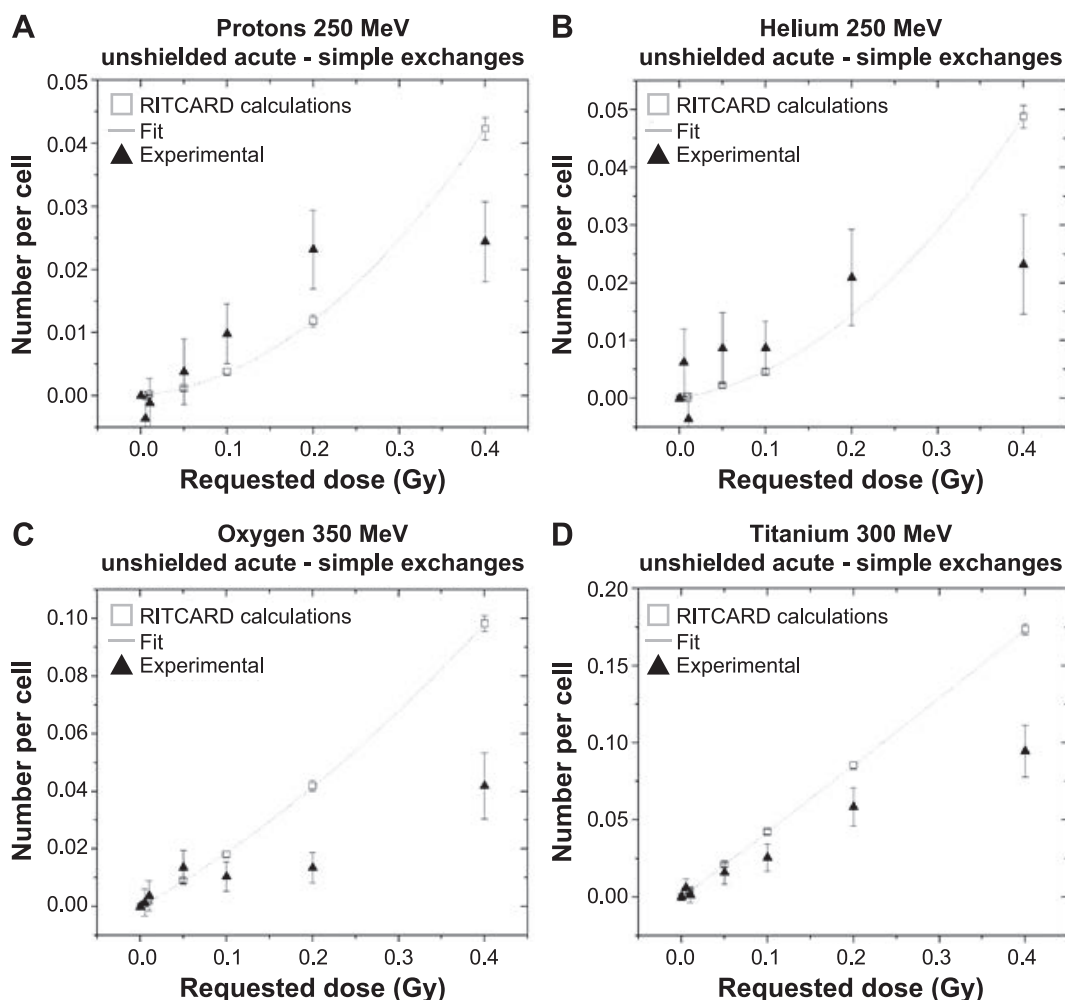 A
Protons 250 MeV
unshielded acute - simple exchanges
0.05
0.04
0.03
0.02
0.01
0.00
Number per cell
RITCARD calculations
Fit
Experimental
0.0 0.1 0.2 0.3 0.4
Requested dose (Gy)
B
Helium 250 MeV
unshielded acute - simple exchanges
0.05
0.04
0.03
0.02
0.01
0.00
Number per cell
RITCARD calculations
Fit
Experimental
0.0 0.1 0.2 0.3 0.4
Requested dose (Gy)
C
Oxygen 350 MeV
unshielded acute - simple exchanges
0.10
0.08
0.06
0.04
0.02
0.00
Number per cell
RITCARD calculations
Fit
Experimental
0.0 0.1 0.2 0.3 0.4
Requested dose (Gy)
D
Titanium 300 MeV
unshielded acute - simple exchanges
0.20
0.15
0.10
0.05
0.00
Number per cell
RITCARD calculations
Fit
Experimental
0.0 0.1 0.2 0.3 0.4
Requested dose (Gy)